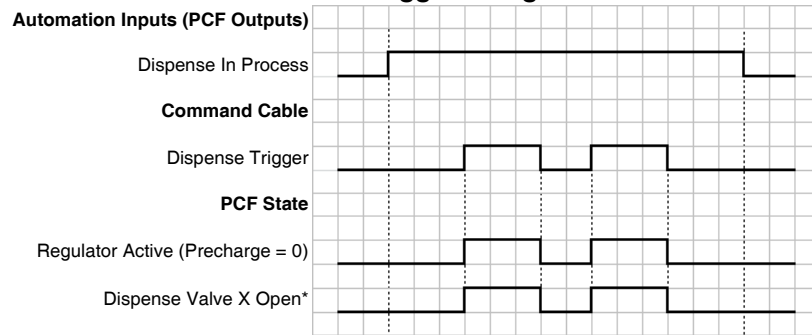 Automation Inputs (PCF Outputs)
Dispense In Process
Command Cable
Dispense Trigger
PCF State
Regulator Active (Precharge = 0)
Dispense Valve X Open*